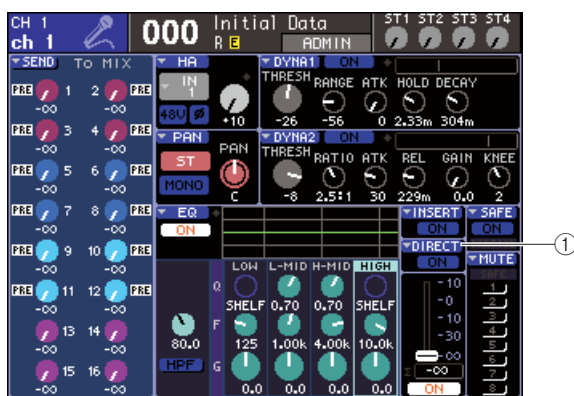 CH 1
ch 1
000
Initial Data
R E ADMIN
ST1 ST2 ST3 ST4
SEND To MIX
PRE 1 2 PRE
-∞ -∞
PRE 3 4 PRE
-∞ -∞
PRE 5 6 PRE
-∞ -∞
PRE 7 8 PRE
-∞ -∞
PRE 9 10 PRE
-∞ -∞
PRE 11 12 PRE
-∞ -∞
13 14
-∞ -∞
15 16
-∞ -∞
HA
IN
1
48V Ø
+10
PAN
ST
MONO
PAN
C
DYNA1 ON
THRESH RANGE ATK HOLD DECAY
-26 -56 0 2.33m 304m
DYNA2 ON
THRESH RATIO ATK REL GAIN KNEE
-8 2.5:1 30 229m 0.0 2
EQ
ON
LOW L-MID H-MID HIGH
Q
SHELF 0.70 0.70 SHELF
F
80.0
125 1.00k 4.00k 10.0k
HPF
G
0.0 0.0 0.0 0.0
INSERT
ON
SAFE
ON
DIRECT
ON
MUTE
SAFE
-10
-0
-10
-30
-∞
-∞
ON
1
2
3
4
5
6
7
8
①